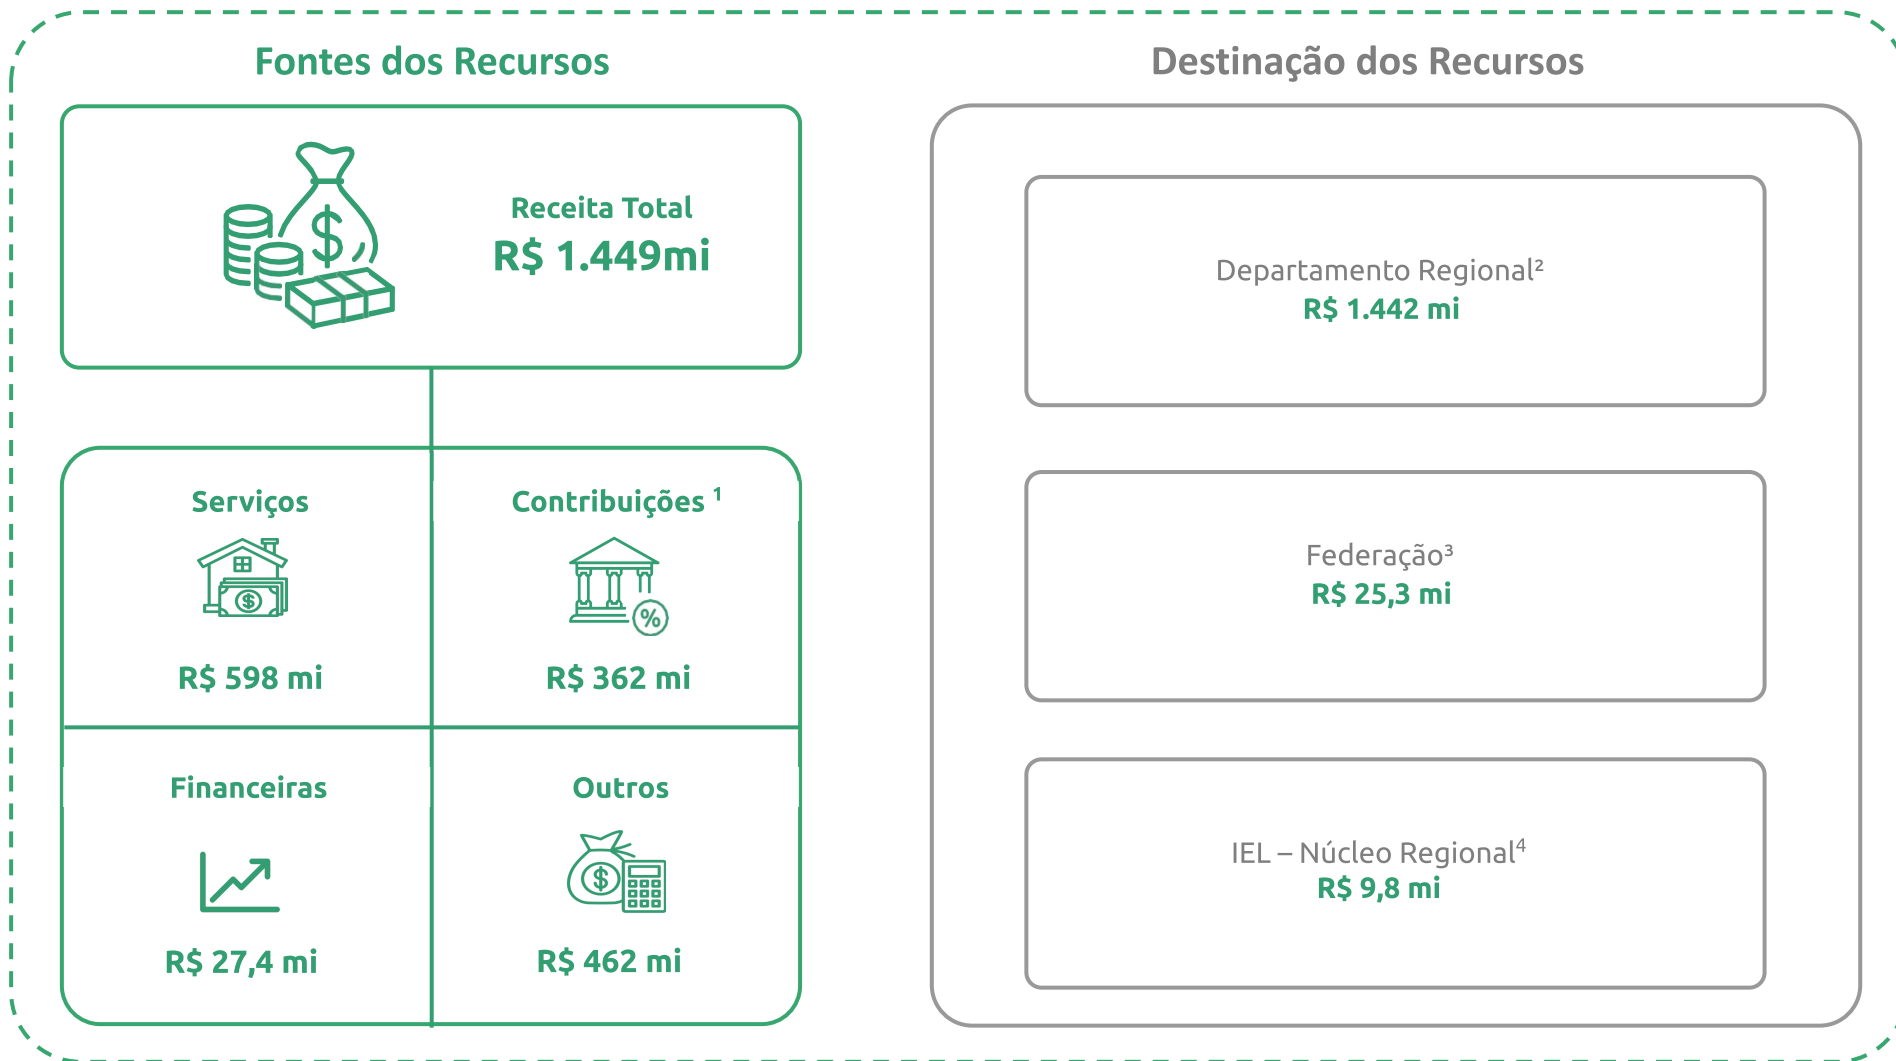 Fontes dos Recursos
Receita Total
R$ 1.449mi
Serviços
R$ 598 mi
Contribuições ¹
%
R$ 362 mi
Financeiras
R$ 27,4 mi
Outros
R$ 462 mi
Destinação dos Recursos
Departamento Regional²
R$ 1.442 mi
Federação³
R$ 25,3 mi
IEL – Núcleo Regional⁴
R$ 9,8 mi